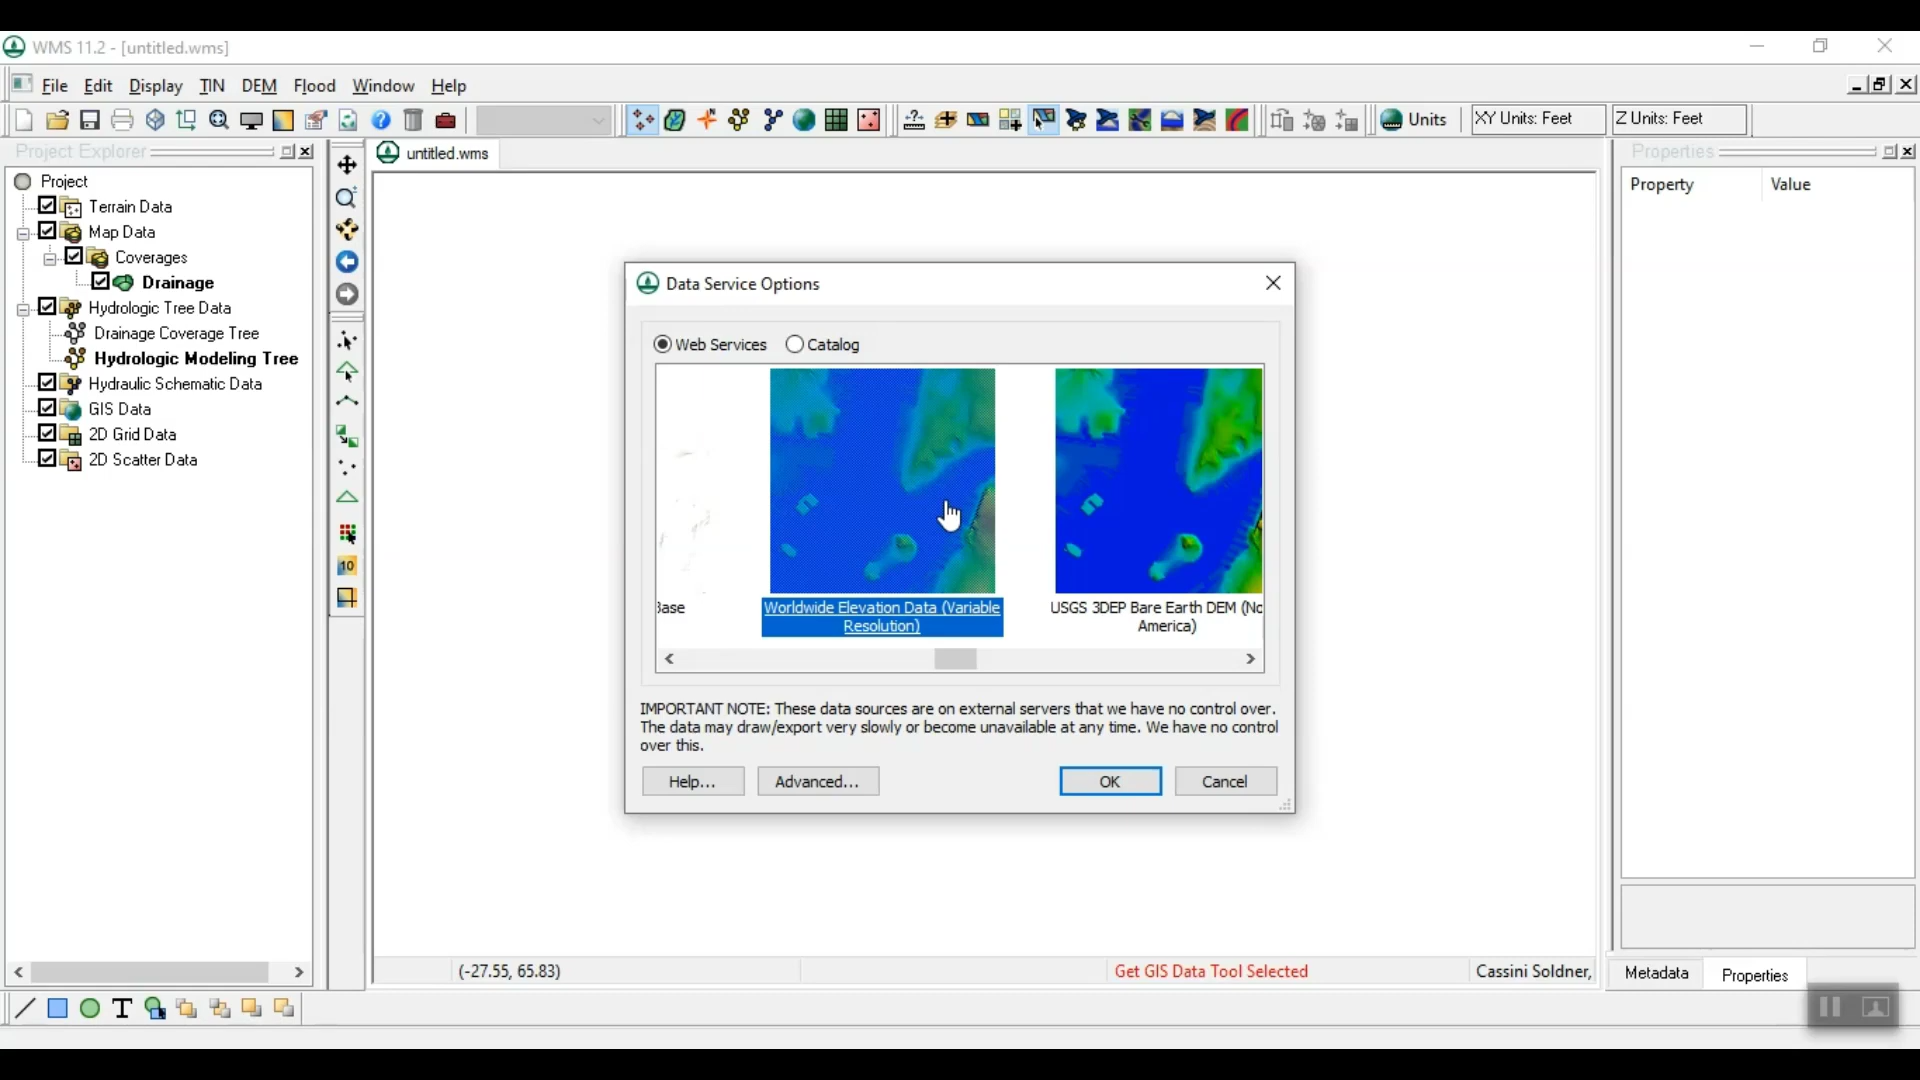 WMS 11.2 - [untitled.wms]
File Edit Display TIN DEM Flood Window Help
Units XY Units: Feet Z Units: Feet
Project Explorer
untitled.wms
Properties
Project
Terrain Data
Map Data
Coverages
Drainage
Hydrologic Tree Data
Drainage Coverage Tree
Hydrologic Modeling Tree
Hydraulic Schematic Data
GIS Data
2D Grid Data
2D Scatter Data
10
Property Value
Data Service Options
Web Services Catalog
Base
Worldwide Elevation Data (Variable
Resolution)
USGS 3DEP Bare Earth DEM (No
America)
IMPORTANT NOTE: These data sources are on external servers that we have no control over.
The data may draw/export very slowly or become unavailable at any time. We have no control
over this.
Help... Advanced... OK Cancel
(-27.55, 65.83) Get GIS Data Tool Selected Cassini Soldner,
Metadata Properties
T